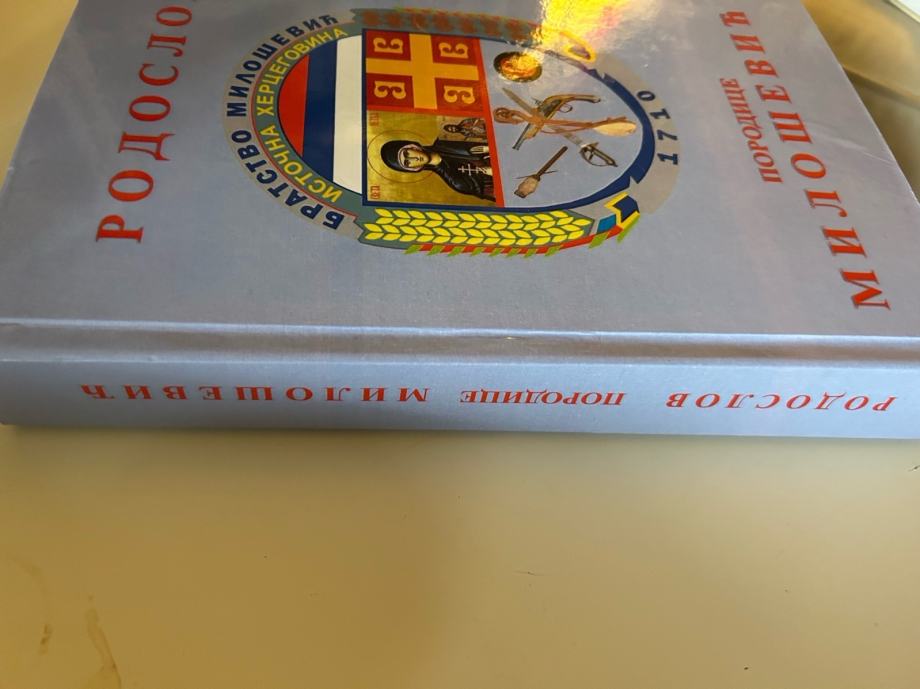 РОДОСЛО
БРАТСТВО МИЛОШЕВИЋ
ИСТОЧНА ХЕРЦЕГОВИНА
1710
ПОРОДИЦЕ
МИЛОШЕВИЋ
РОДОСЛОВ ПОРОДИЦЕ МИЛОШЕВИЋ